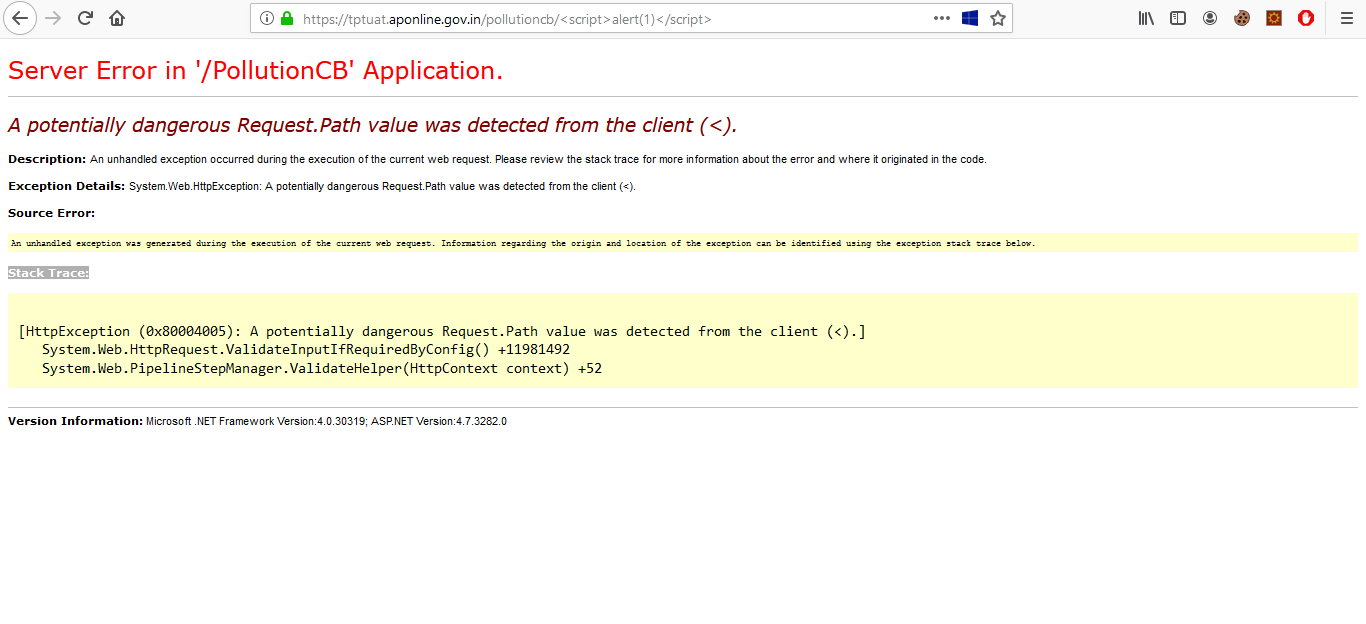 https://tptuat.aponline.gov.in/pollutioncb/<script>alert(1)</script>
Server Error in '/PollutionCB' Application.
A potentially dangerous Request.Path value was detected from the client (<).
Description: An unhandled exception occurred during the execution of the current web request. Please review the stack trace for more information about the error and where it originated in the code.
Exception Details: System.Web.HttpException: A potentially dangerous Request.Path value was detected from the client (<).
Source Error:
An unhandled exception was generated during the execution of the current web request. Information regarding the origin and location of the exception can be identified using the exception stack trace below.
Stack Trace:
[HttpException (0x80004005): A potentially dangerous Request.Path value was detected from the client (<).]
System.Web.HttpRequest.ValidateInputIfRequiredByConfig() +11981492
System.Web.PipelineStepManager.ValidateHelper(HttpContext context) +52
Version Information: Microsoft .NET Framework Version:4.0.30319; ASP.NET Version:4.7.3282.0